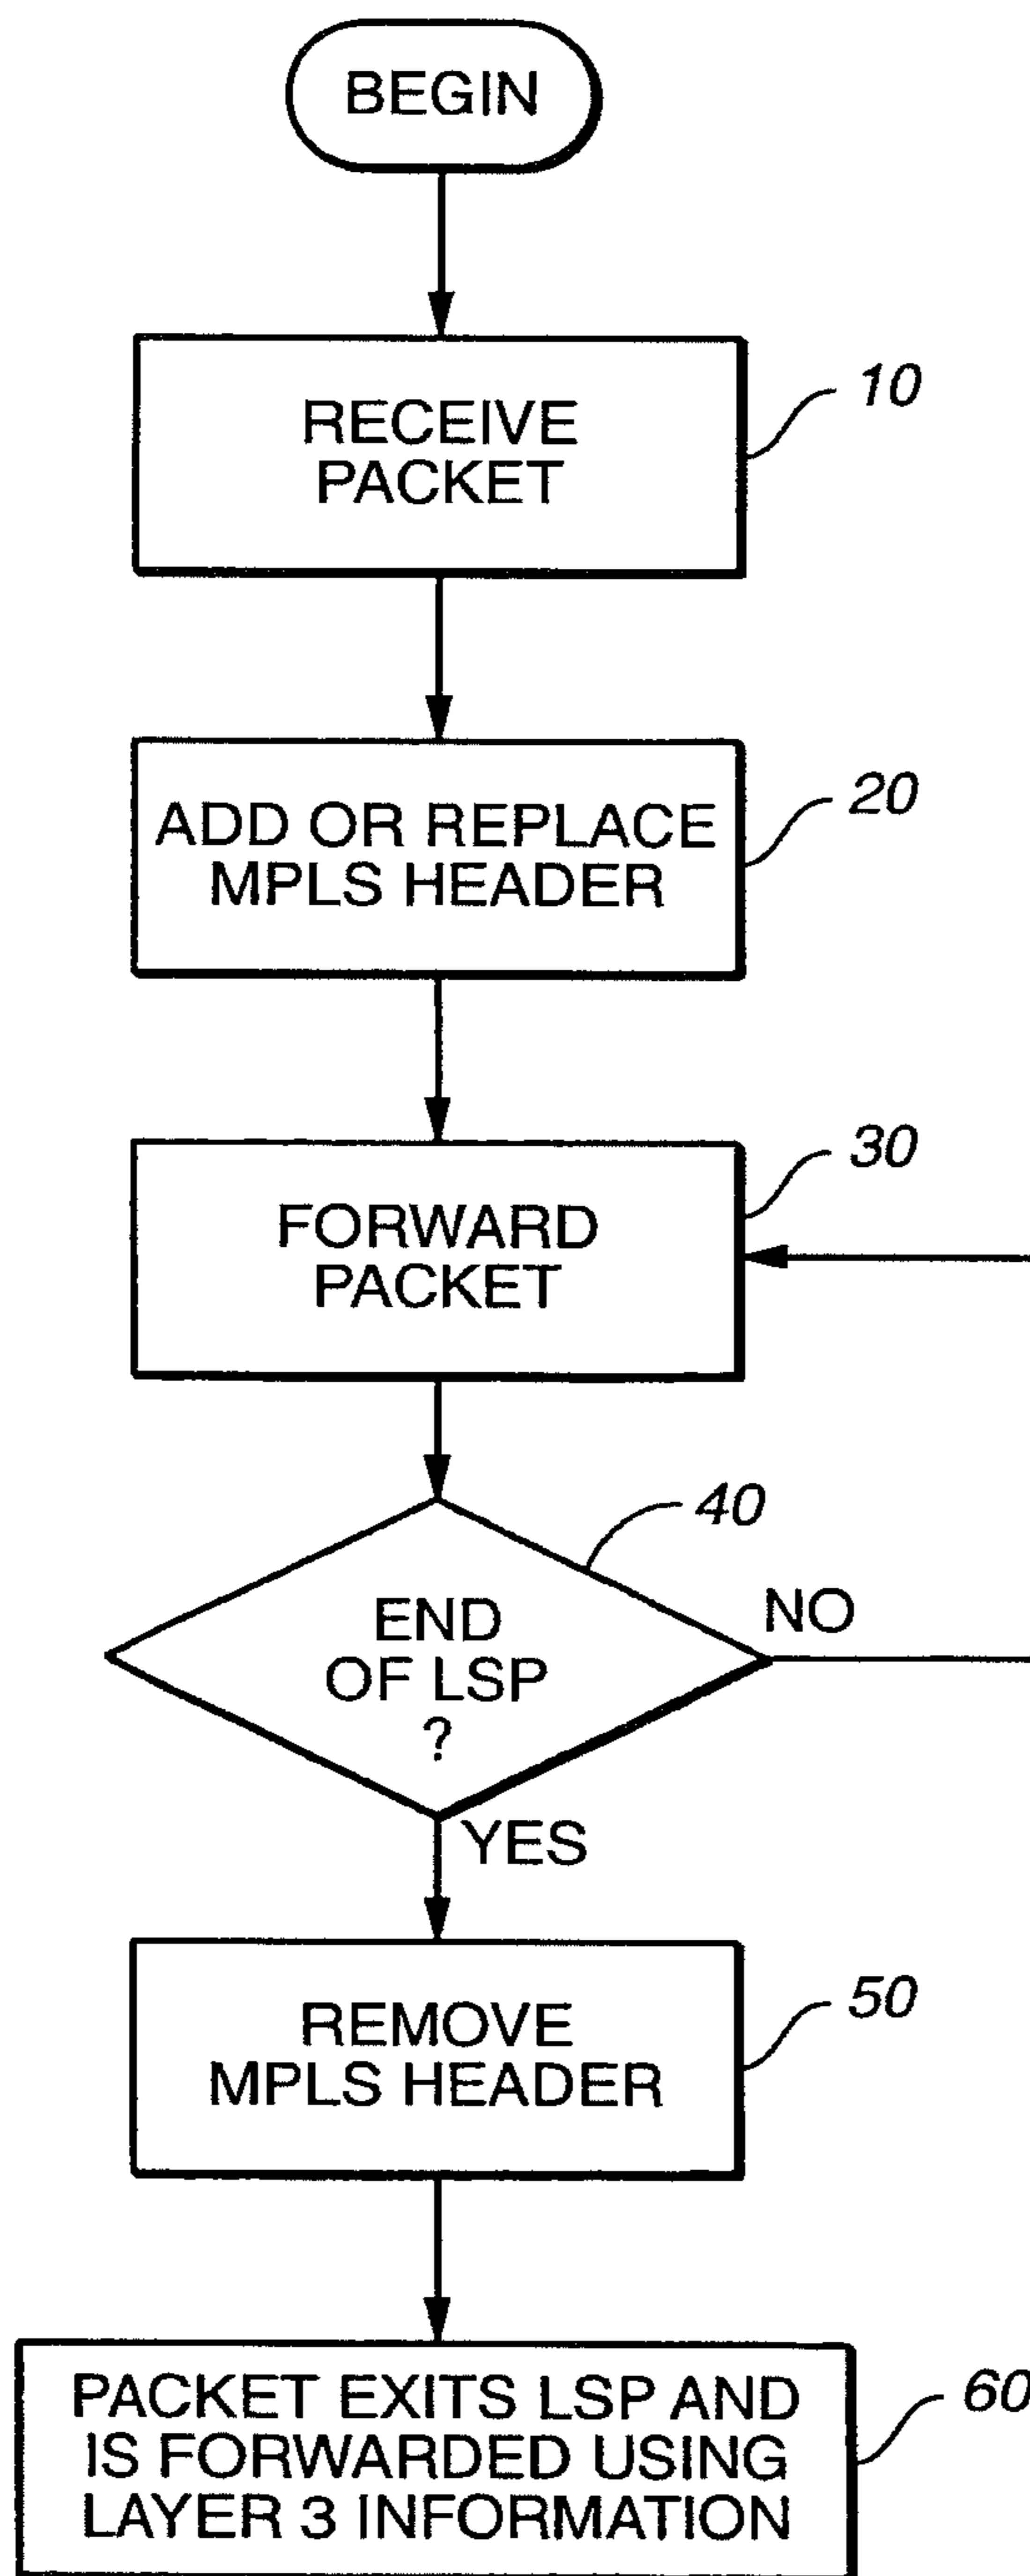 BEGIN
RECEIVE
PACKET
10
ADD OR REPLACE
MPLS HEADER
20
FORWARD
PACKET
30
END
OF LSP
?
40
NO
YES
REMOVE
MPLS HEADER
50
PACKET EXITS LSP AND
IS FORWARDED USING
LAYER 3 INFORMATION
60